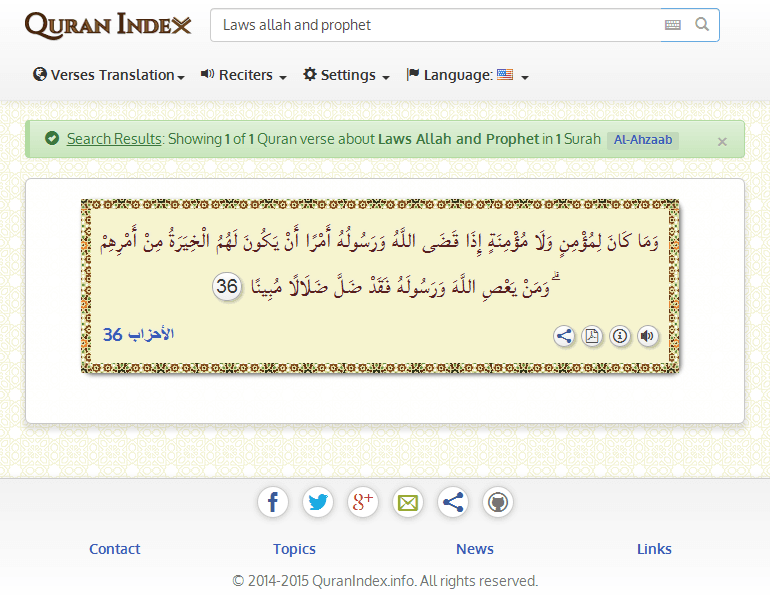 QURAN INDEX
Laws allah and prophet
Verses Translation Reciters Settings Language:
Search Results: Showing 1 of 1 Quran verse about Laws Allah and Prophet in 1 Surah Al-Ahzaab ×
وَمَا كَانَ لِمُؤْمِنٍ وَلَا مُؤْمِنَةٍ إِذَا قَضَى اللَّهُ وَرَسُولُهُ أَمْرًا أَنْ يَكُونَ لَهُمُ الْخِيَرَةُ مِنْ أَمْرِهِمْ
ۗ وَمَنْ يَعْصِ اللَّهَ وَرَسُولَهُ فَقَدْ ضَلَّ ضَلَالًا مُبِينًا 36
الأحزاب 36
Contact Topics News Links
© 2014-2015 QuranIndex.info. All rights reserved.